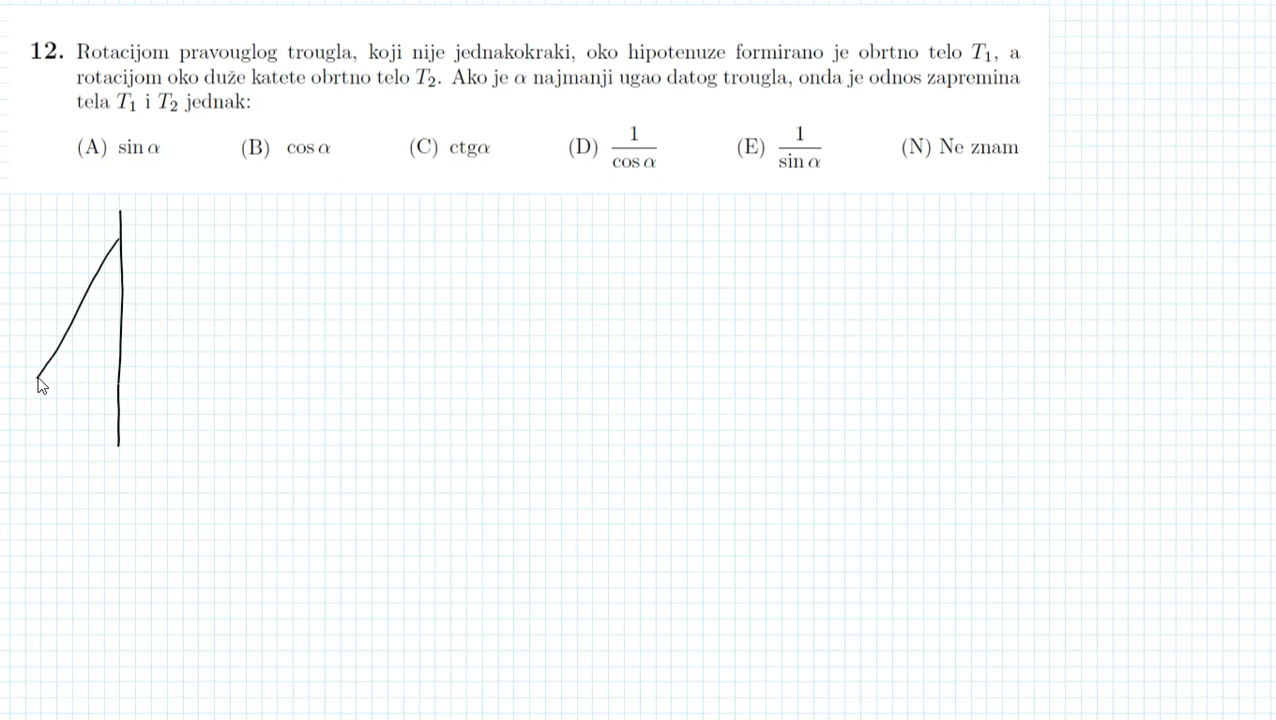 12. Rotacijom pravouglog trougla, koji nije jednakokraki, oko hipotenuze formirano je obrtno telo T₁, a
rotacijom oko duže katete obrtno telo T₂. Ako je α najmanji ugao datog trougla, onda je odnos zapremina
tela T₁ i T₂ jednak:
(A) sin α (B) cos α (C) ctgα (D) 1/cos α (E) 1/sin α (N) Ne znam